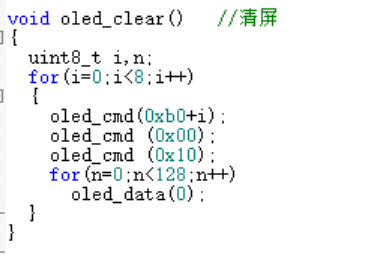 void oled_clear()   //清屏
{
  uint8_t i,n;
  for(i=0;i<8;i++)
  {
    oled_cmd(0xb0+i);
    oled_cmd (0x00);
    oled_cmd (0x10);
    for(n=0;n<128;n++)
      oled_data(0);
  }
}